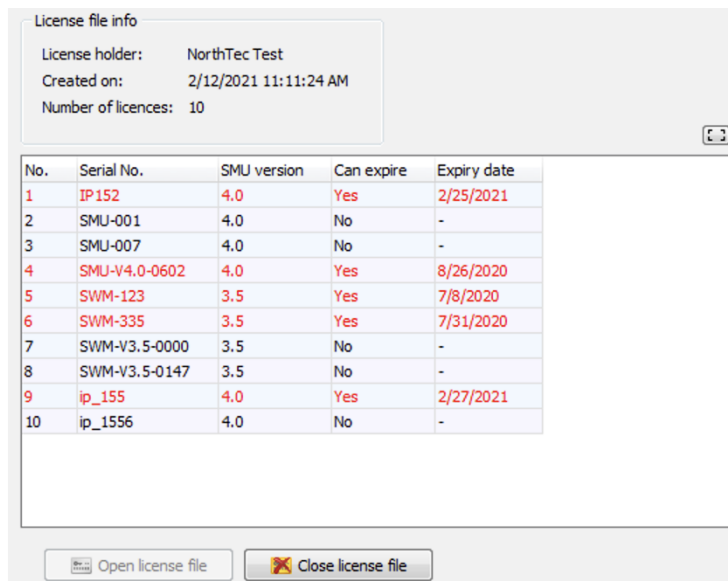 License file info
License holder: NorthTec Test
Created on: 2/12/2021 11:11:24 AM
Number of licences: 10
No. Serial No. SMU version Can expire Expiry date
1 IP152 4.0 Yes 2/25/2021
2 SMU-001 4.0 No -
3 SMU-007 4.0 No -
4 SMU-V4.0-0602 4.0 Yes 8/26/2020
5 SWM-123 3.5 Yes 7/8/2020
6 SWM-335 3.5 Yes 7/31/2020
7 SWM-V3.5-0000 3.5 No -
8 SWM-V3.5-0147 3.5 No -
9 ip_155 4.0 Yes 2/27/2021
10 ip_1556 4.0 No -
Open license file Close license file